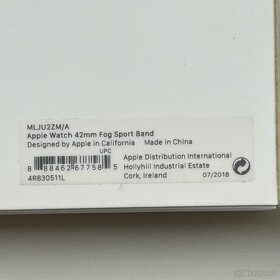 MLJU2ZM/A
Apple Watch 42mm Fog Sport Band
Designed by Apple in California Made in China
UPC
8 88462 67758 5
4R830511L
Apple Distribution International
Hollyhill Industrial Estate
Cork, Ireland 07/2018